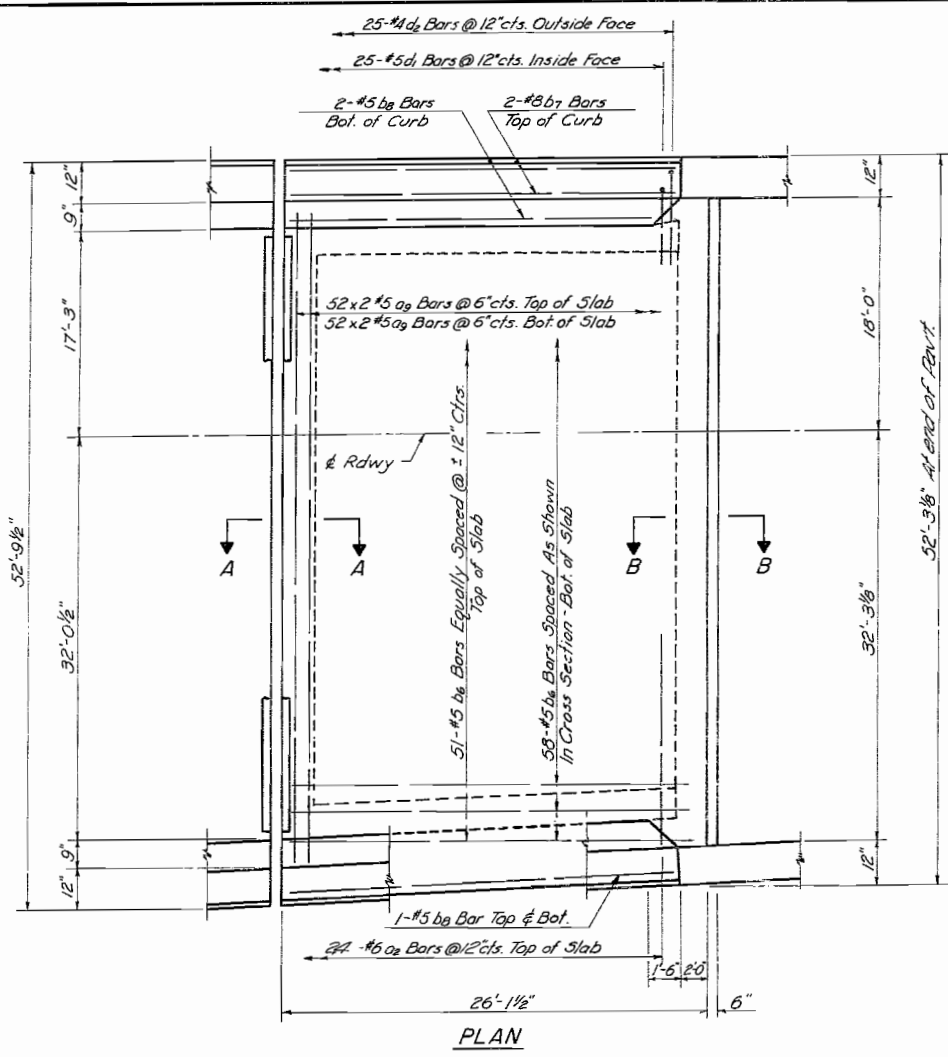 25-#4d₂ Bars @ 12"cts. Outside Face
25-#5d₁ Bars @ 12"cts. Inside Face
2-#5 b₈ Bars
Bot. of Curb
2-#8 b₇ Bars
Top of Curb
12"
9"
17'-3"
52'-9½"
32'-0½"
9"
12"
12"
18'-0"
52'-3⅛" At end of Pav't.
32'-3⅛"
12"
52 x 2 #5 a₉ Bars @ 6"cts. Top of Slab
52 x 2 #5 a₉ Bars @ 6"cts. Bot. of Slab
℄ Rdwy
51-#5 b₆ Bars Equally Spaced @ ± 12" Ctrs.
Top of Slab
58-#5 b₆ Bars Spaced As Shown
In Cross Section - Bot. of Slab
A
A
B
B
1-#5 b₈ Bar Top & Bot.
24 -#6 a₂ Bars @ 12"cts. Top of Slab
1'-6"
2'-0"
26'-1½"
6"
PLAN